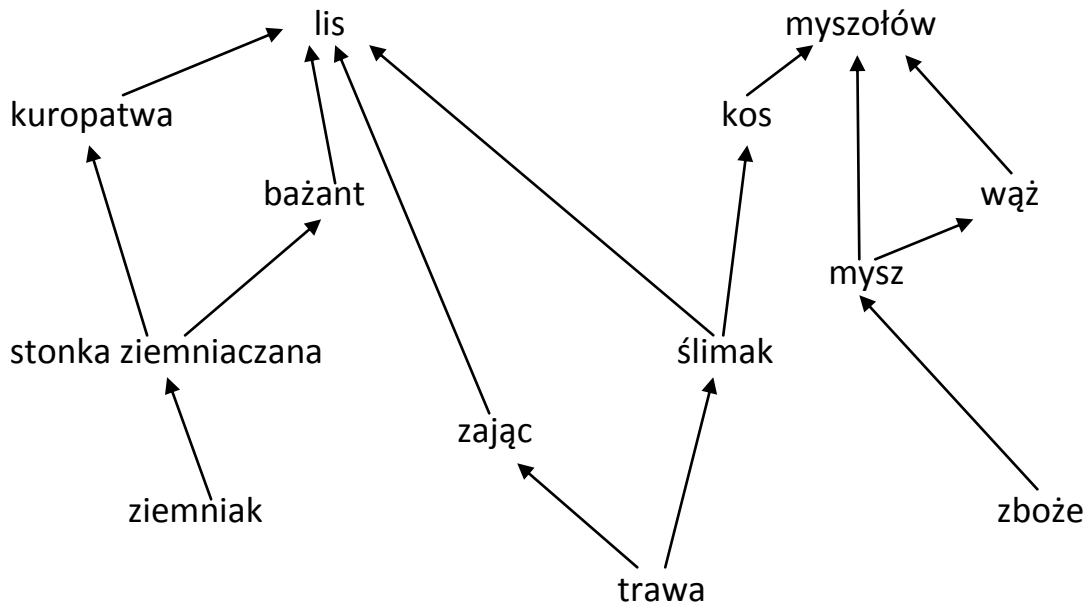 lis
myszołów
kuropatwa
kos
bażant
wąż
mysz
stonka ziemniaczana
ślimak
zając
ziemniak
zboże
trawa